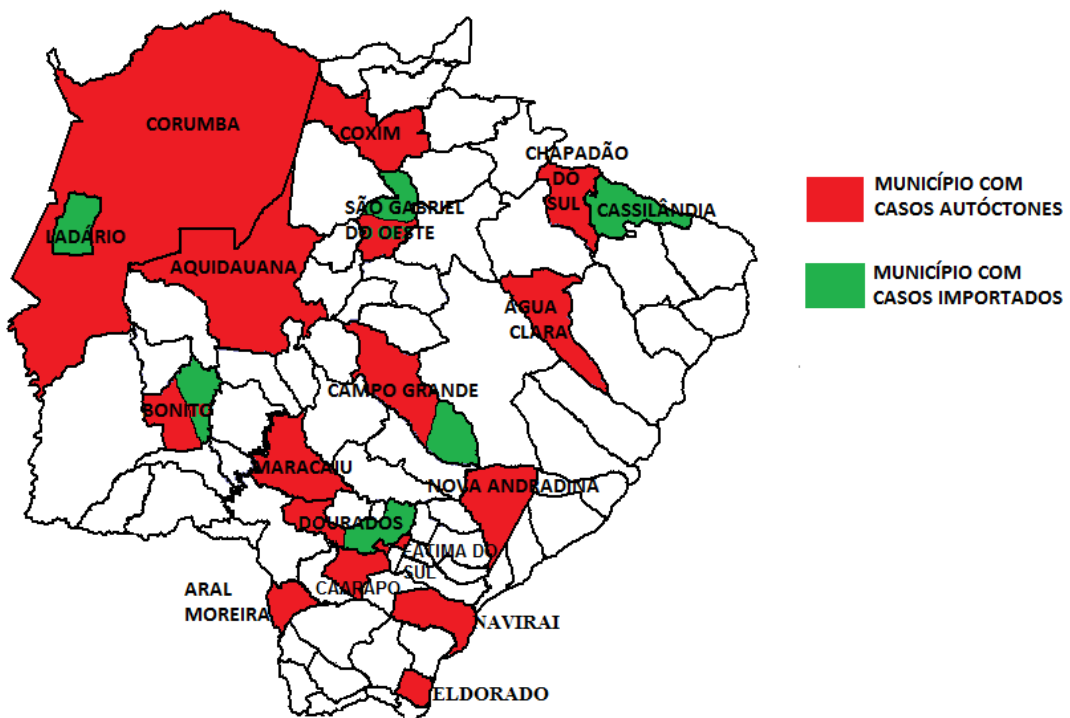 CORUMBA
COXIM
CHAPADÃO
DO
SUL
CASSILÂNDIA
SÃO GABRIEL
DO OESTE
LADÁRIO
AQUIDAUANA
AGUA
CLARA
CAMPO GRANDE
BONITO
MARACAJU
NOVA ANDRADINA
DOURADOS
FATIMA DO
SUL
CAARAPO
ARAL
MOREIRA
NAVIRAI
ELDORADO
MUNICÍPIO COM
CASOS AUTÓCTONES
MUNICÍPIO COM
CASOS IMPORTADOS